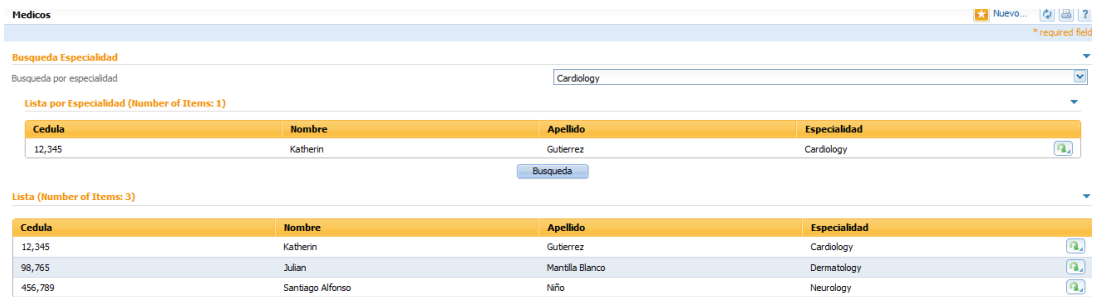 Medicos Nuevo... ?
* required field
Busqueda Especialidad
Busqueda por especialidad Cardiology
Lista por Especialidad (Number of Items: 1)
Cedula Nombre Apellido Especialidad
12,345 Katherin Gutierrez Cardiology
Busqueda
Lista (Number of Items: 3)
Cedula Nombre Apellido Especialidad
12,345 Katherin Gutierrez Cardiology
98,765 Julian Mantilla Blanco Dermatology
456,789 Santiago Alfonso Niño Neurology